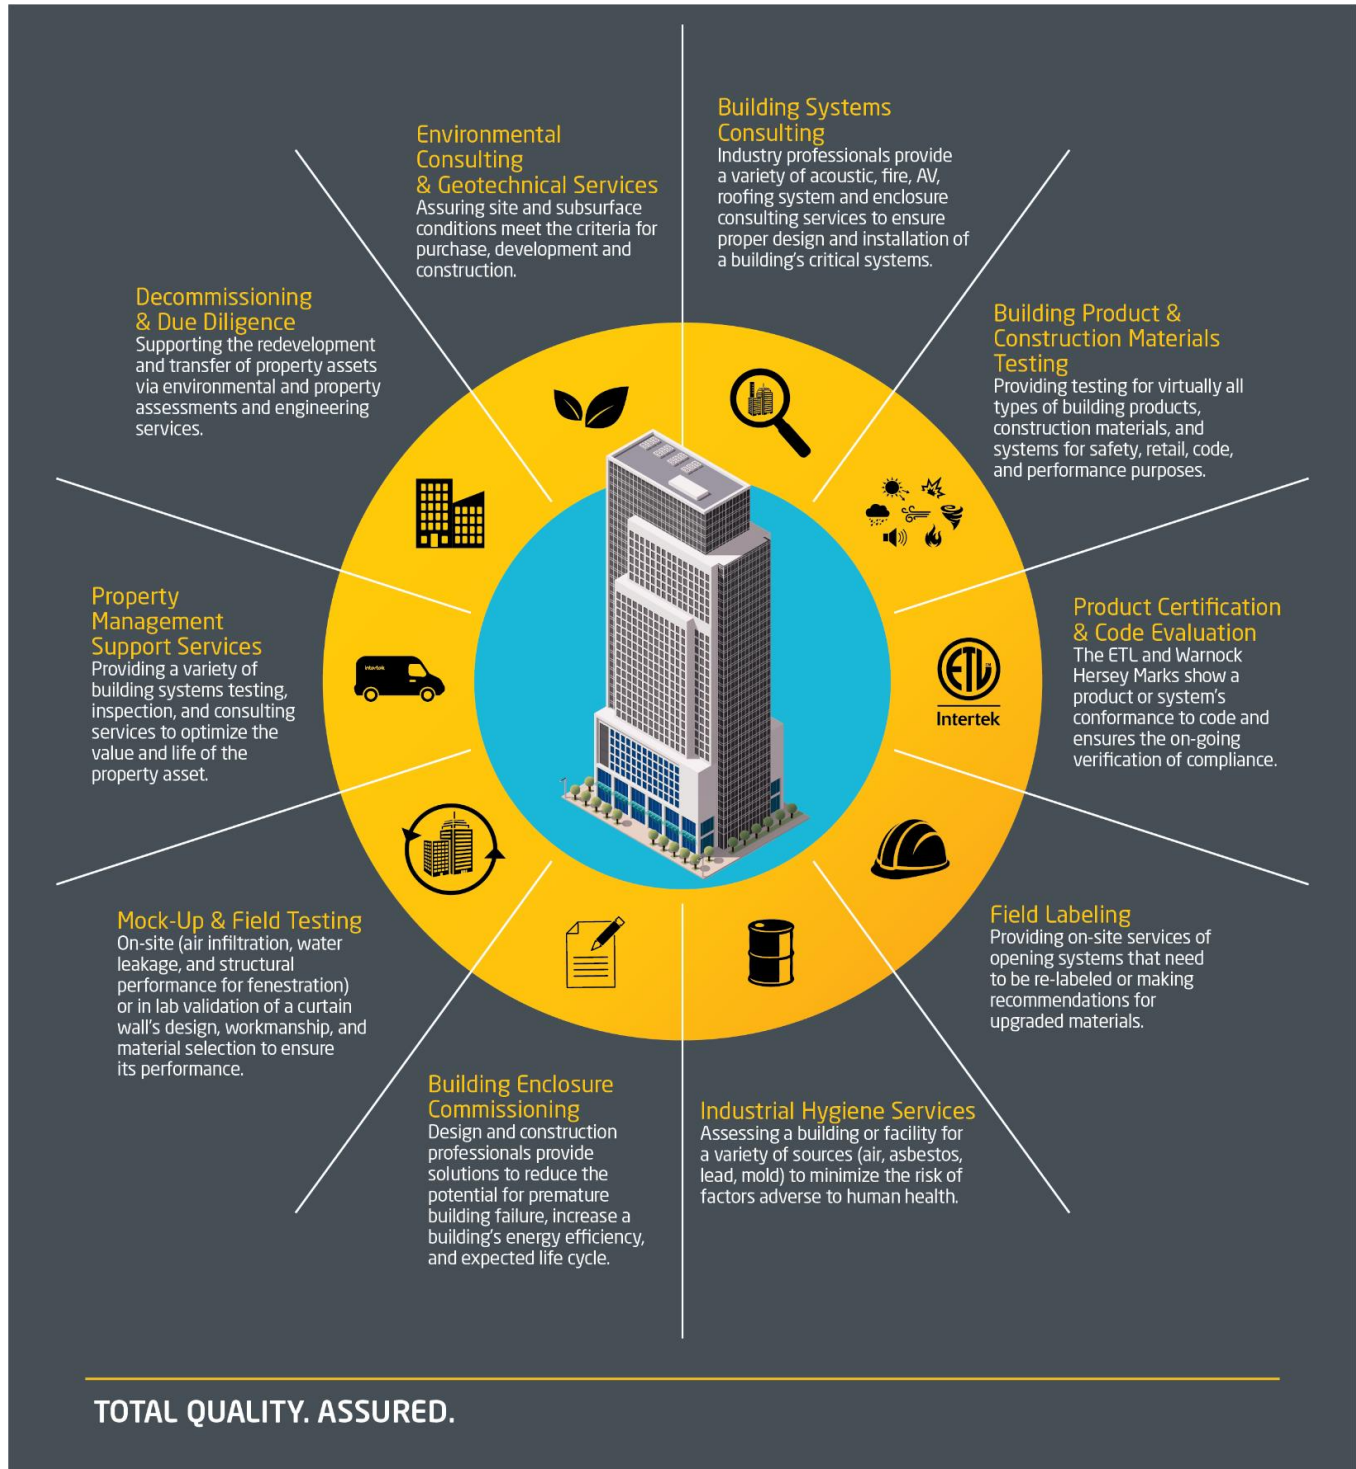 Building Systems
Consulting
Industry professionals provide
a variety of acoustic, fire, AV,
roofing system and enclosure
consulting services to ensure
proper design and installation of
a building's critical systems.
Environmental
Consulting
& Geotechnical Services
Assuring site and subsurface
conditions meet the criteria for
purchase, development and
construction.
Decommissioning
& Due Diligence
Supporting the redevelopment
and transfer of property assets
via environmental and property
assessments and engineering
services.
Building Product &
Construction Materials
Testing
Providing testing for virtually all
types of building products,
construction materials, and
systems for safety, retail, code,
and performance purposes.
Property
Management
Support Services
Providing a variety of
building systems testing,
inspection, and consulting
services to optimize the
value and life of the
property asset.
intertek
ETL
Intertek
Product Certification
& Code Evaluation
The ETL and Warnock
Hersey Marks show a
product or system's
conformance to code and
ensures the on-going
verification of compliance.
Mock-Up & Field Testing
On-site (air infiltration, water
leakage, and structural
performance for fenestration)
or in lab validation of a curtain
wall's design, workmanship, and
material selection to ensure
its performance.
Field Labeling
Providing on-site services of
opening systems that need
to be re-labeled or making
recommendations for
upgraded materials.
Building Enclosure
Commissioning
Design and construction
professionals provide
solutions to reduce the
potential for premature
building failure, increase a
building's energy efficiency,
and expected life cycle.
Industrial Hygiene Services
Assessing a building or facility for
a variety of sources (air, asbestos,
lead, mold) to minimize the risk of
factors adverse to human health.
TOTAL QUALITY. ASSURED.